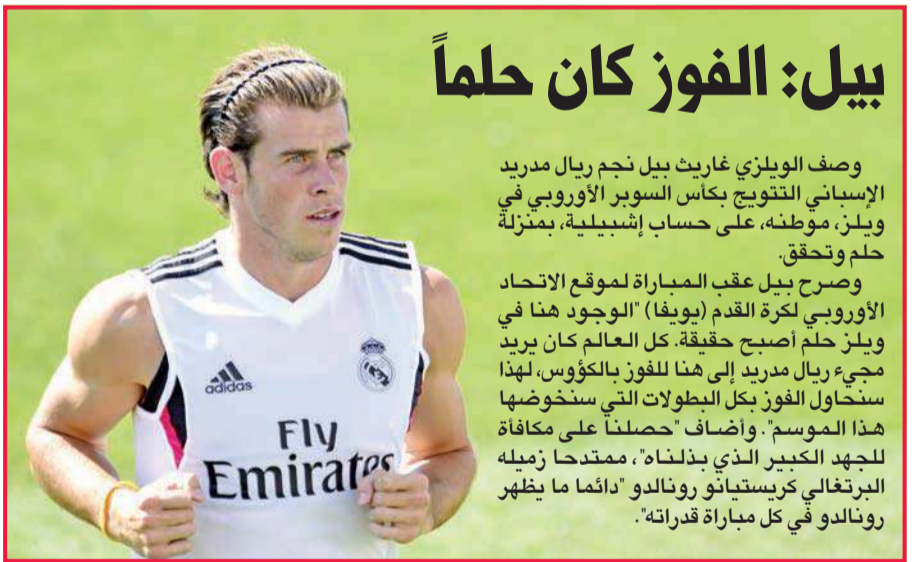 بيل: الفوز كان حلماً
وصف الويلزي غاريث بيل نجم ريال مدريد
الإسباني التتويج بكأس السوبر الأوروبي في
ويلز، موطنه، على حساب إشبيلية، بمنزلة
حلم وتحقق.
وصرح بيل عقب المباراة لموقع الاتحاد
الأوروبي لكرة القدم (يويفا) "الوجود هنا في
ويلز حلم أصبح حقيقة. كل العالم كان يريد
مجيء ريال مدريد إلى هنا للفوز بالكؤوس، لهذا
سنحاول الفوز بكل البطولات التي سنخوضها
هذا الموسم". وأضاف "حصلنا على مكافأة
للجهد الكبير الذي بذلناه"، ممتدحا زميله
البرتغالي كريستيانو رونالدو "دائما ما يظهر
رونالدو في كل مباراة قدراته".
adidas
Fly
Emirates